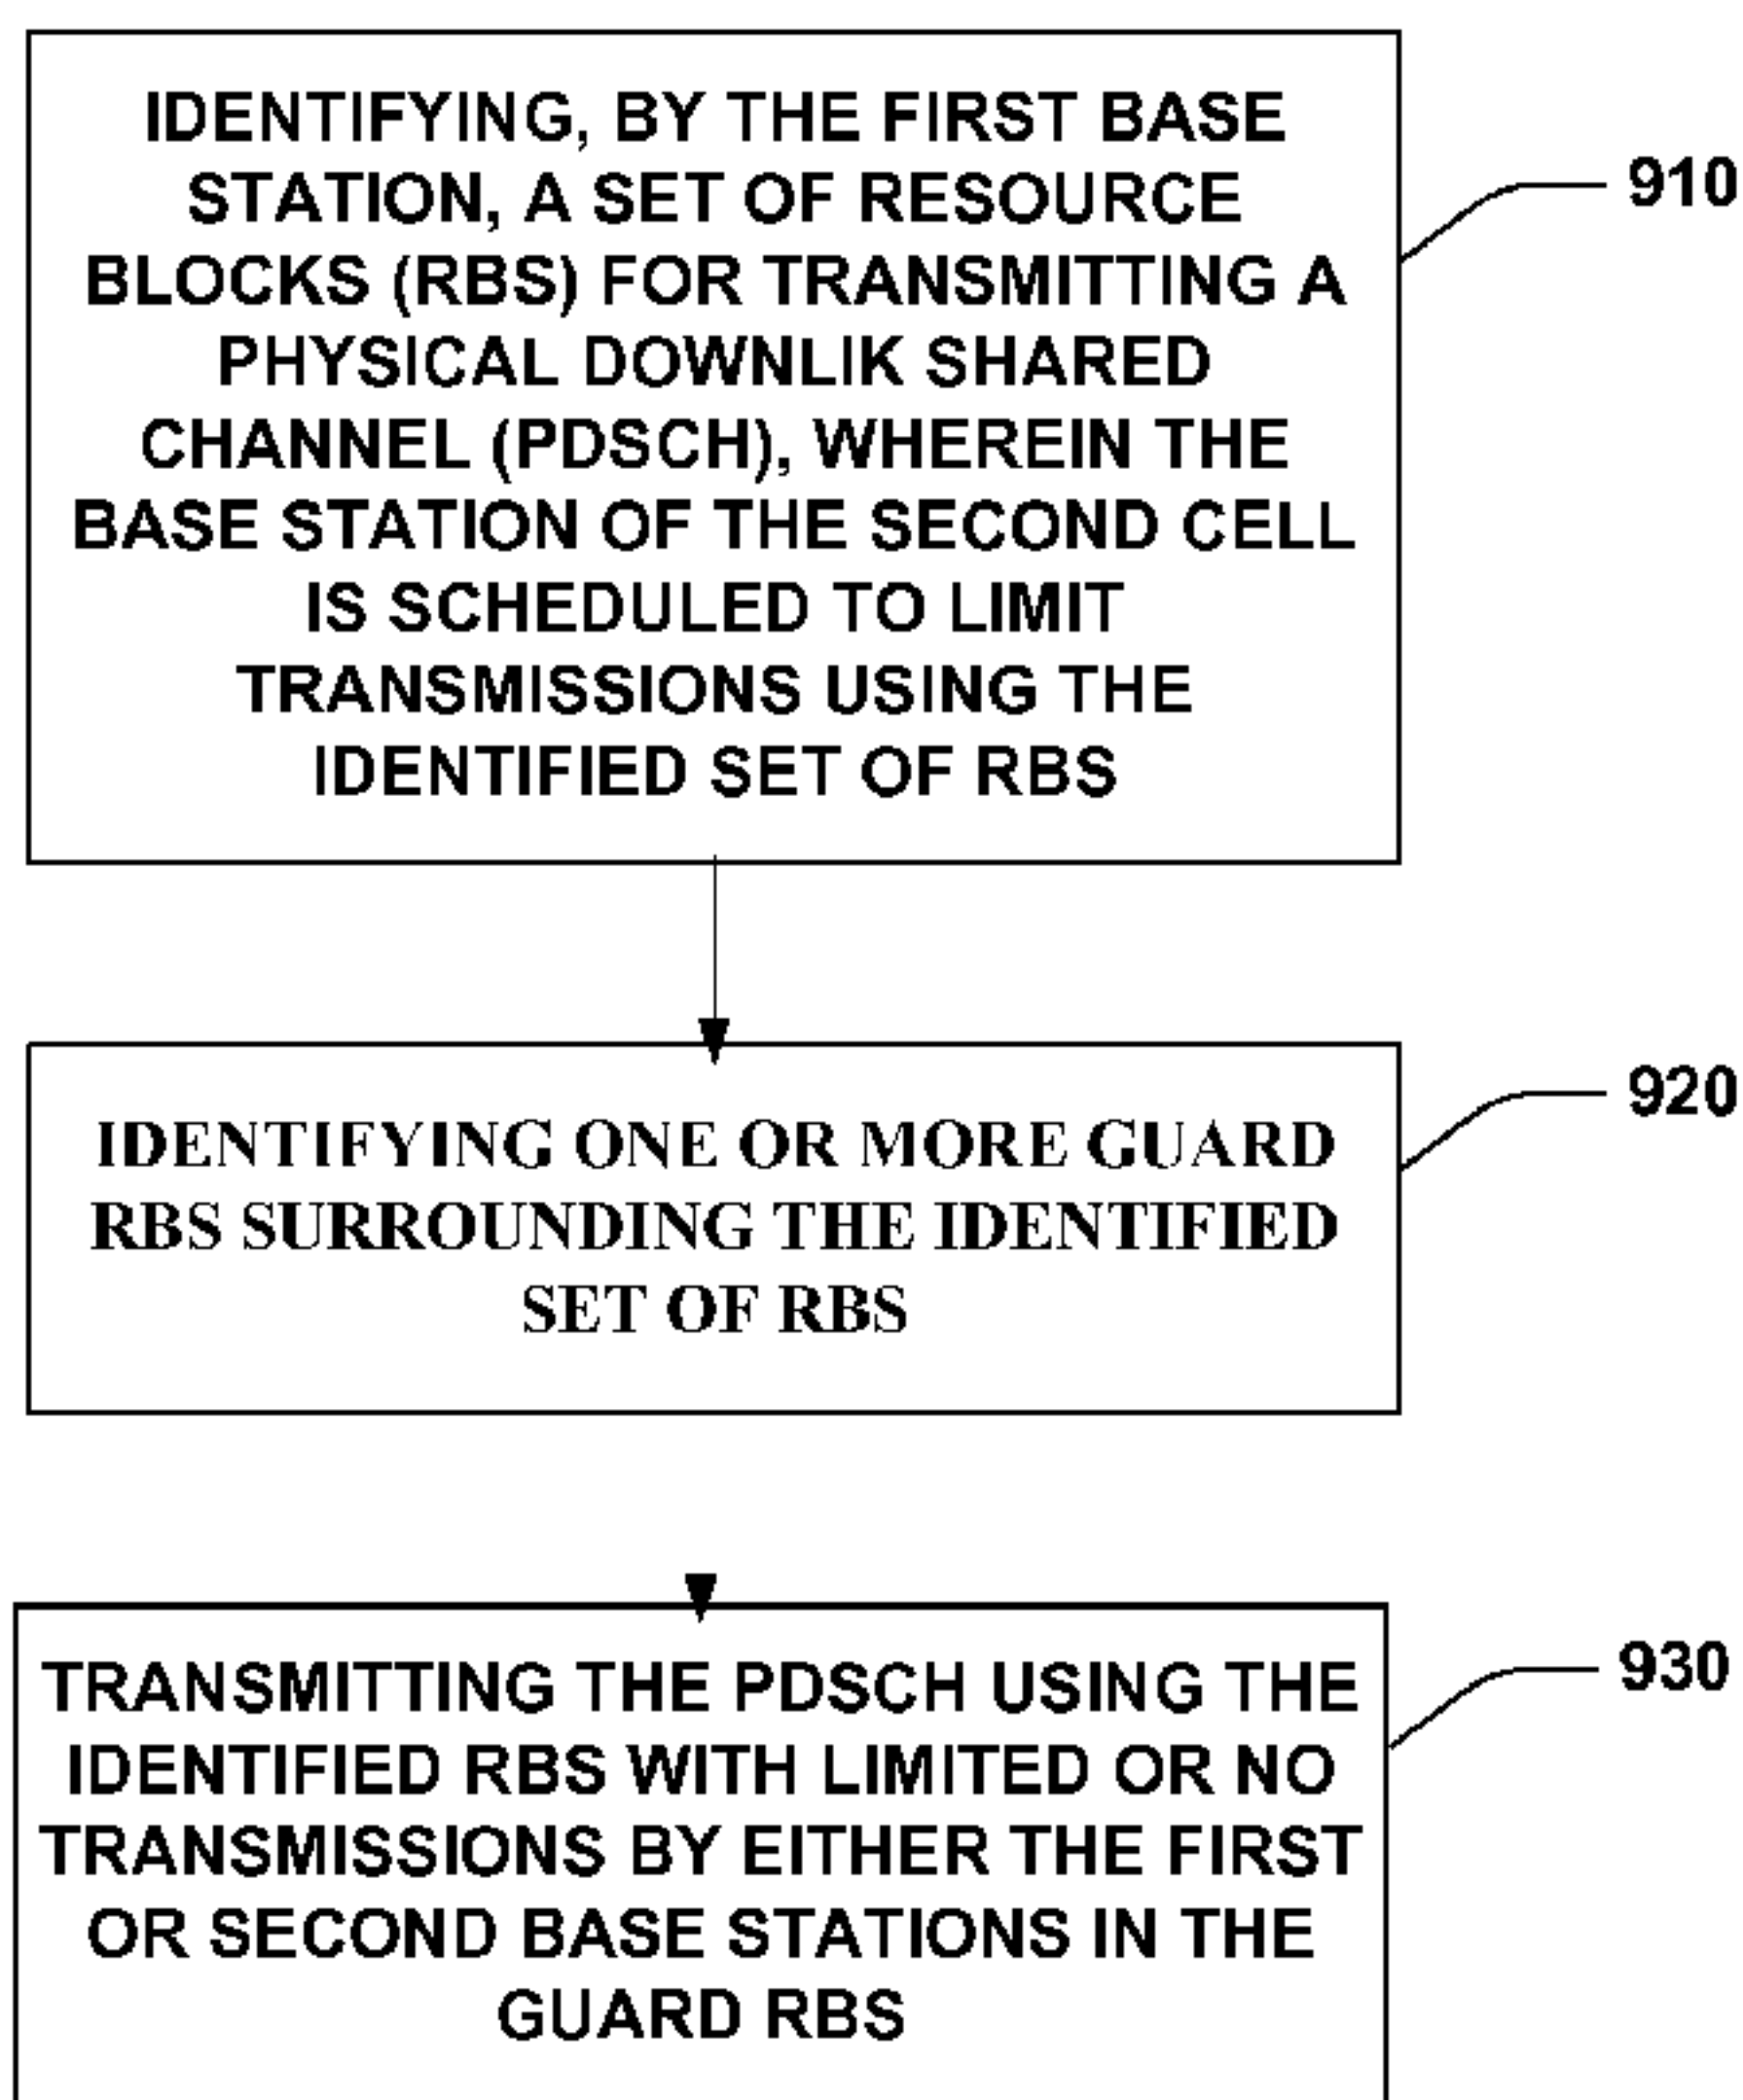 IDENTIFYING, BY THE FIRST BASE
STATION, A SET OF RESOURCE
BLOCKS (RBS) FOR TRANSMITTING A
PHYSICAL DOWNLIK SHARED
CHANNEL (PDSCH), WHEREIN THE
BASE STATION OF THE SECOND CELL
IS SCHEDULED TO LIMIT
TRANSMISSIONS USING THE
IDENTIFIED SET OF RBS
910
IDENTIFYING ONE OR MORE GUARD
RBS SURROUNDING THE IDENTIFIED
SET OF RBS
920
TRANSMITTING THE PDSCH USING THE
IDENTIFIED RBS WITH LIMITED OR NO
TRANSMISSIONS BY EITHER THE FIRST
OR SECOND BASE STATIONS IN THE
GUARD RBS
930